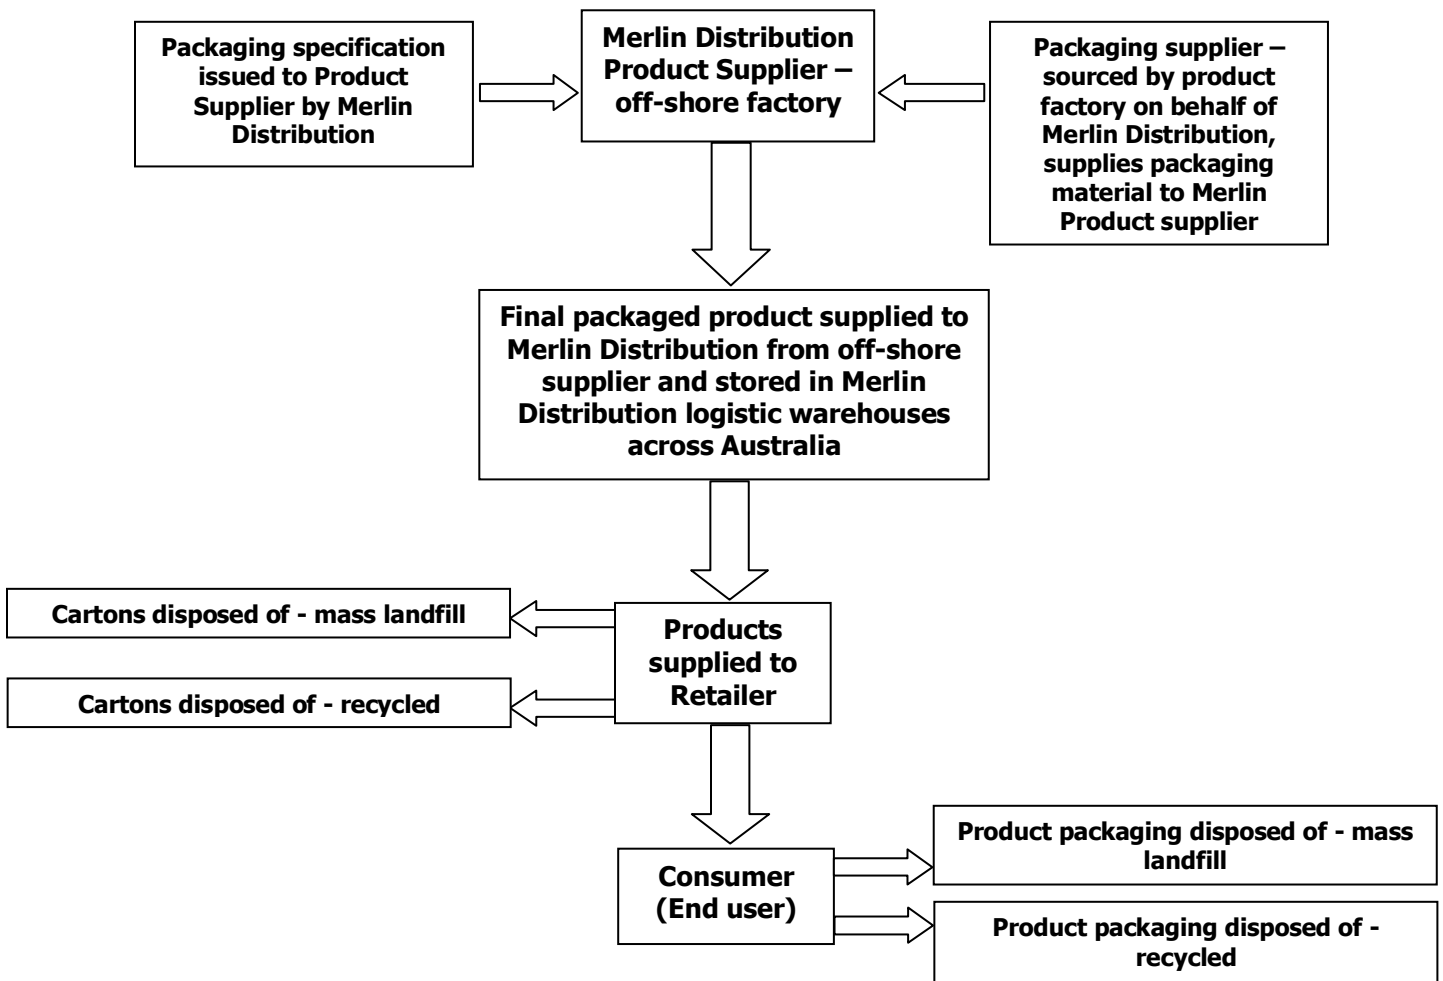 Packaging specification
issued to Product
Supplier by Merlin
Distribution
Merlin Distribution
Product Supplier –
off-shore factory
Packaging supplier –
sourced by product
factory on behalf of
Merlin Distribution,
supplies packaging
material to Merlin
Product supplier
Final packaged product supplied to
Merlin Distribution from off-shore
supplier and stored in Merlin
Distribution logistic warehouses
across Australia
Cartons disposed of - mass landfill
Cartons disposed of - recycled
Products
supplied to
Retailer
Consumer
(End user)
Product packaging disposed of - mass
landfill
Product packaging disposed of -
recycled